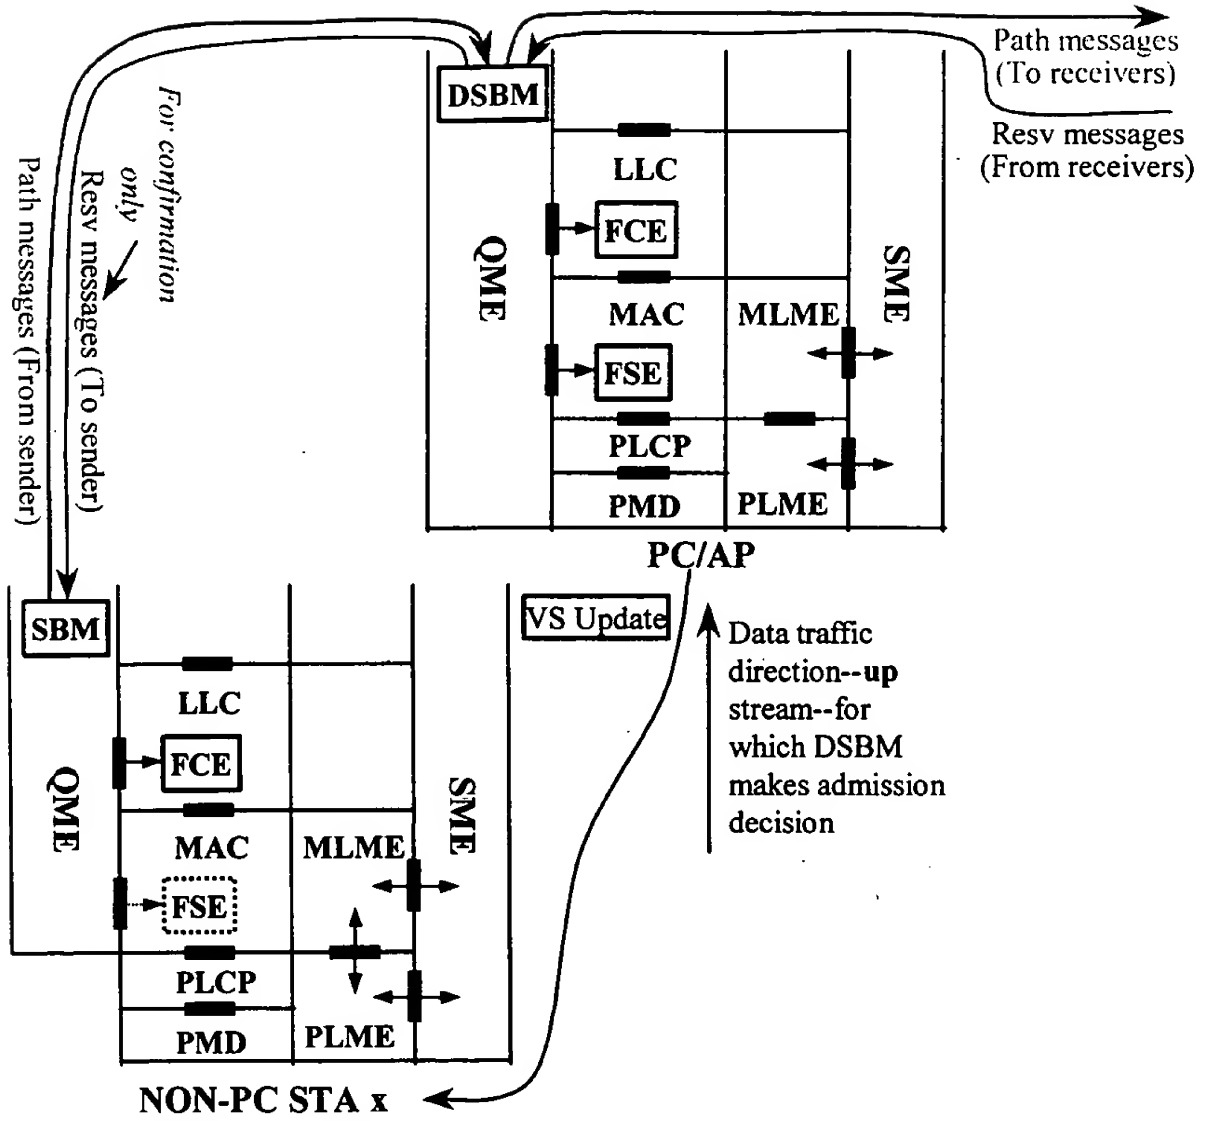 Path messages
(To receivers)
Resv messages
(From receivers)
DSBM
LLC
FCE
QME
SME
MAC
MLME
FSE
PLCP
PMD
PLME
PC/AP
For confirmation
only
Resv messages (To sender)
Path messages (From sender)
VS Update
Data traffic
direction--up
stream--for
which DSBM
makes admission
decision
SBM
LLC
FCE
QME
SME
MAC
MLME
FSE
PLCP
PMD
PLME
NON-PC STA x